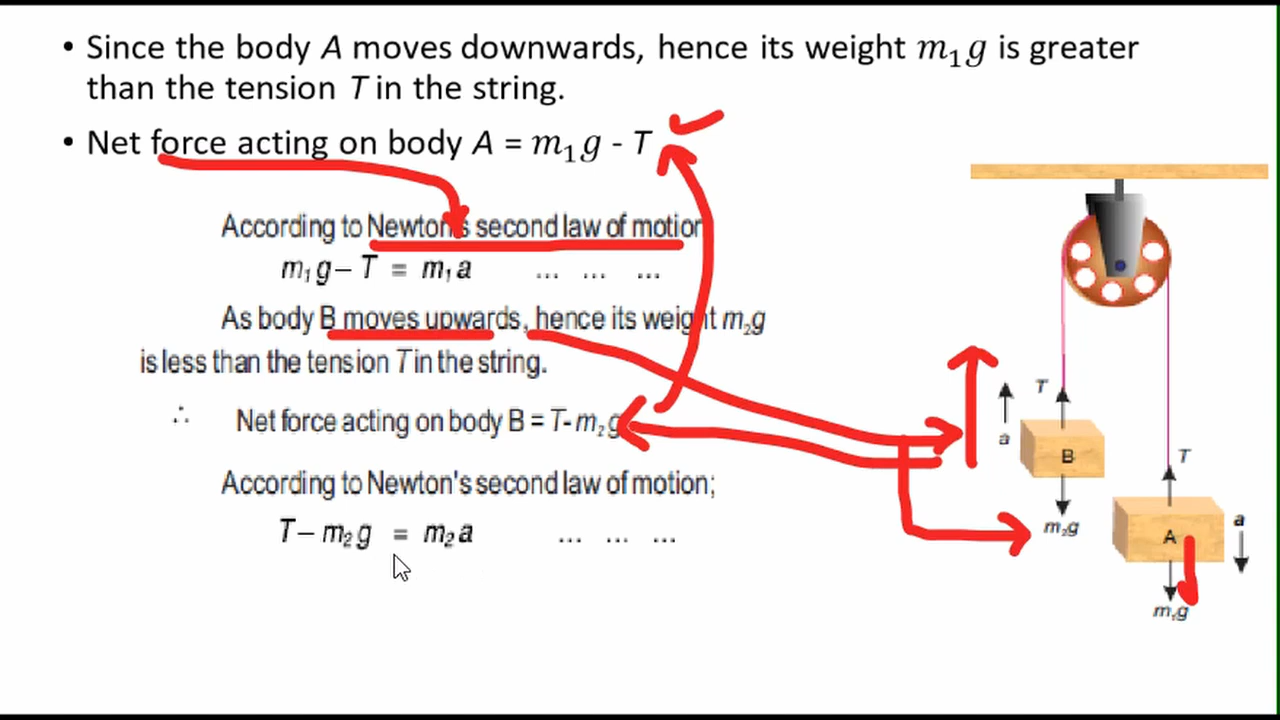 • Since the body A moves downwards, hence its weight m₁g is greater
than the tension T in the string.
• Net force acting on body A = m₁g - T
According to Newton's second law of motion
m₁g – T = m₁a ... ... ...
As body B moves upwards, hence its weight m₂g
is less than the tension T in the string.
∴ Net force acting on body B = T - m₂g
According to Newton's second law of motion;
T – m₂g = m₂a ... ... ...
T
a
B
m₂g
T
A
a
m₁g